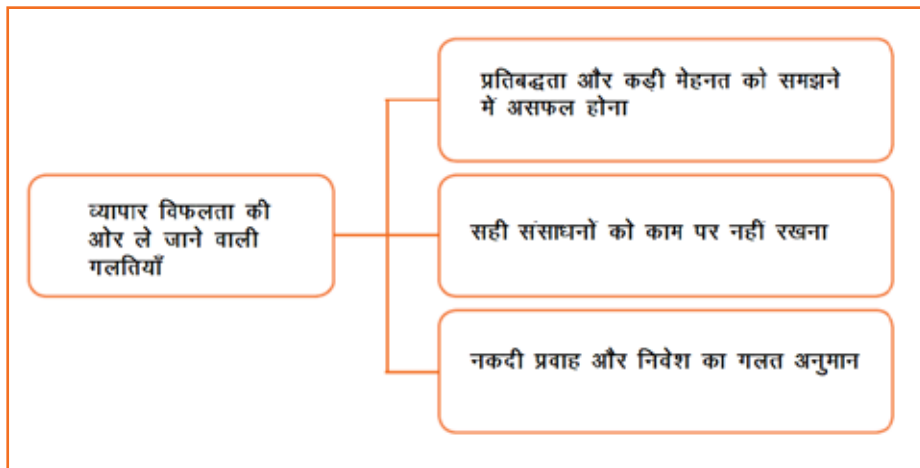 व्यापार विफलता की
ओर ले जाने वाली
गलतियाँ
प्रतिबद्धता और कड़ी मेहनत को समझने
में असफल होना
सही संसाधनों को काम पर नहीं रखना
नकदी प्रवाह और निवेश का गलत अनुमान